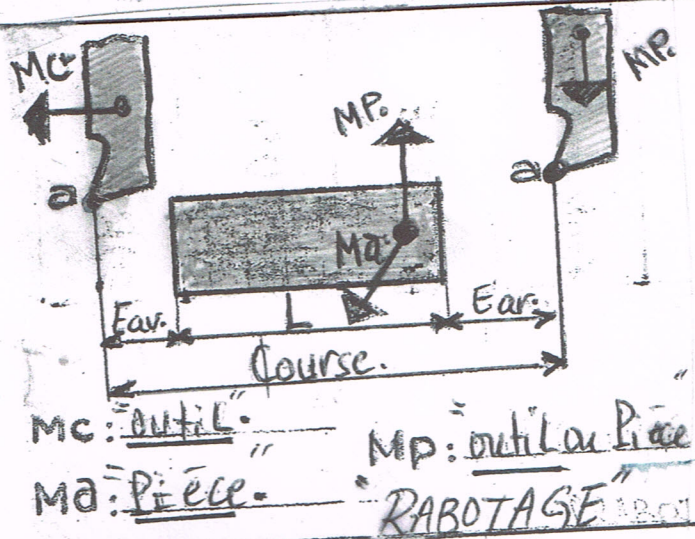 Mc
MP.
MP.
a
a
Ma
Eav. L Ear.
Course.
Mc : "outil".
Mp : "outil ou Pièce"
Ma : "Pièce".
"RABOTAGE"